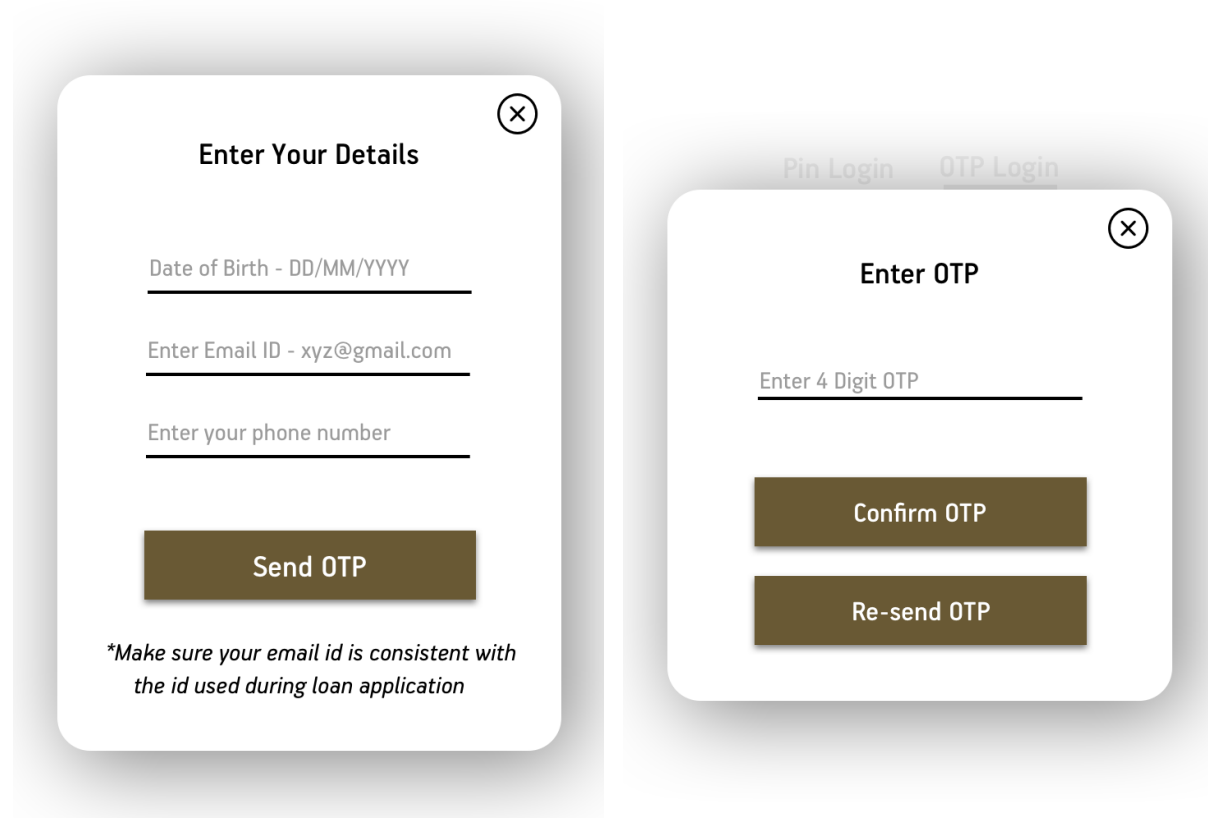 Enter Your Details
Date of Birth - DD/MM/YYYY
Enter Email ID - xyz@gmail.com
Enter your phone number
Send OTP
*Make sure your email id is consistent with
the id used during loan application
Pin Login OTP Login
Enter OTP
Enter 4 Digit OTP
Confirm OTP
Re-send OTP